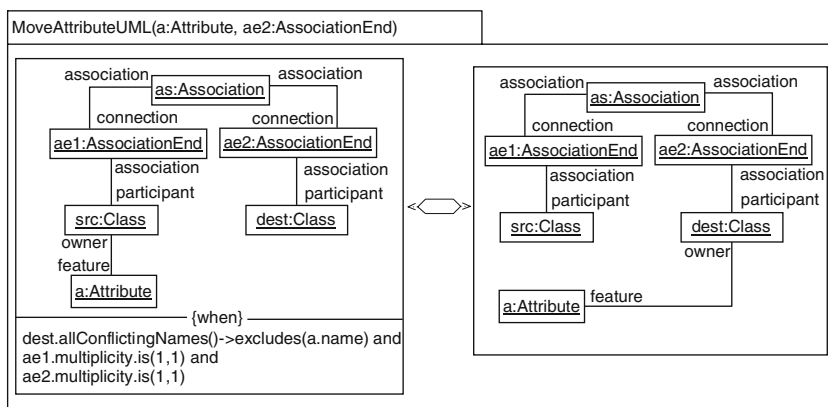 MoveAttributeUML(a:Attribute, ae2:AssociationEnd)
association
association
as:Association
connection
connection
ae1:AssociationEnd
ae2:AssociationEnd
association
association
participant
participant
src:Class
dest:Class
owner
feature
a:Attribute
{when}
dest.allConflictingNames()->excludes(a.name) and
ae1.multiplicity.is(1,1) and
ae2.multiplicity.is(1,1)
association
association
as:Association
connection
connection
ae1:AssociationEnd
ae2:AssociationEnd
association
association
participant
participant
src:Class
dest:Class
owner
a:Attribute
feature